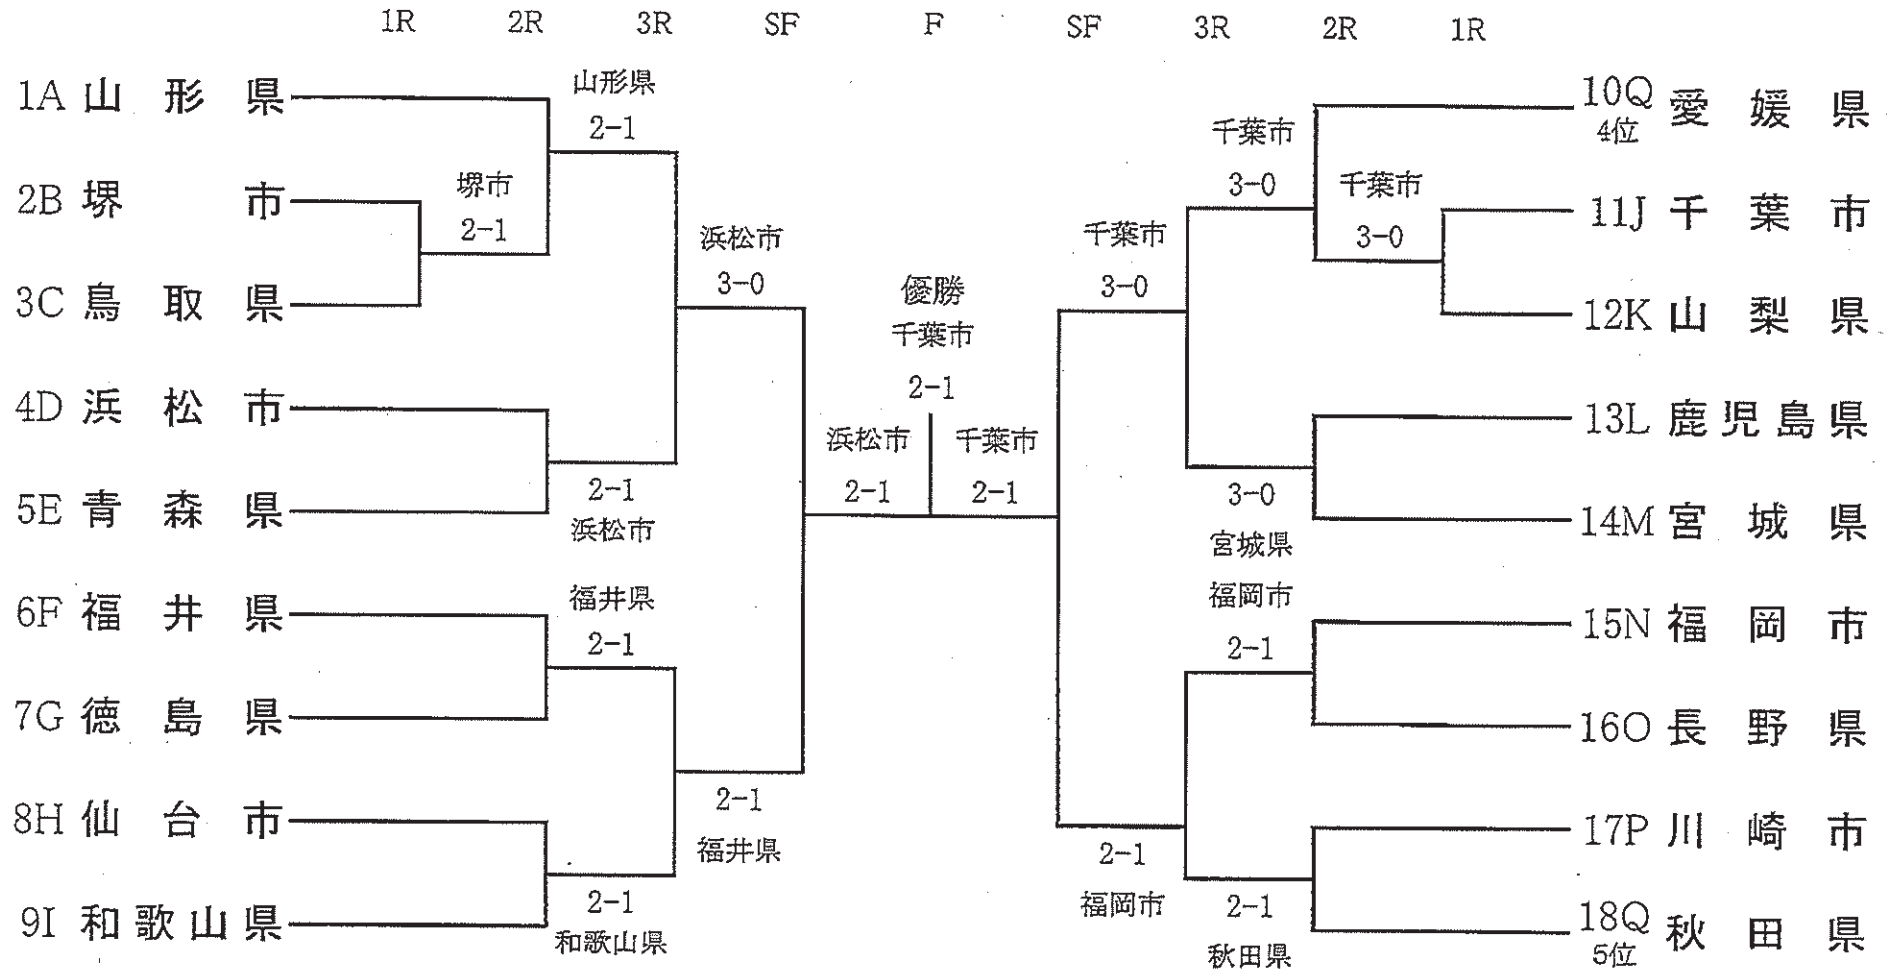 1R 2R 3R SF F SF 3R 2R 1R
1A 山形県
2B 堺市
3C 鳥取県
4D 浜松市
5E 青森県
6F 福井県
7G 徳島県
8H 仙台市
9I 和歌山県
堺市
2-1
山形県
2-1
2-1
浜松市
福井県
2-1
2-1
和歌山県
浜松市
3-0
2-1
福井県
浜松市
2-1
優勝
千葉市
2-1
千葉市
2-1
千葉市
3-0
2-1
福岡市
千葉市
3-0
3-0
宮城県
福岡市
2-1
2-1
秋田県
千葉市
3-0
10Q 愛媛県
4位
11J 千葉市
12K 山梨県
13L 鹿児島県
14M 宮城県
15N 福岡市
16O 長野県
17P 川崎市
18Q 秋田県
5位